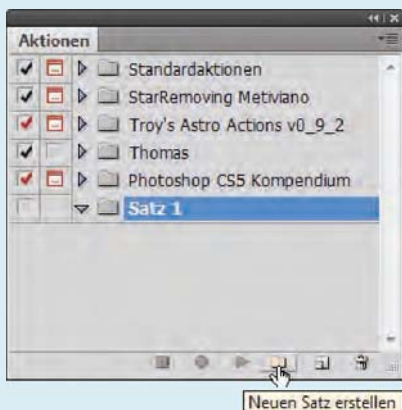 Aktionen
Standardaktionen
StarRemoving Metiviano
Troy's Astro Actions v0_9_2
Thomas
Photoshop CS5 Kompendium
Satz 1
Neuen Satz erstellen